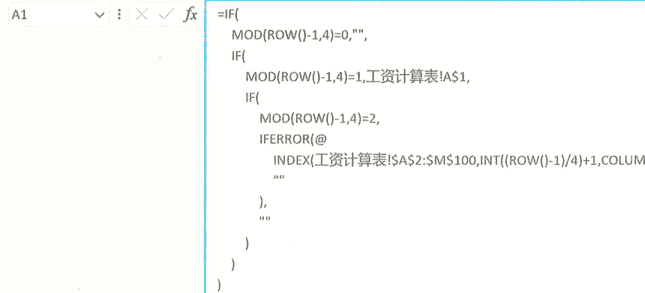 A1 fx =IF(
MOD(ROW()-1,4)=0,"",
IF(
MOD(ROW()-1,4)=1,工资计算表!A$1,
IF(
MOD(ROW()-1,4)=2,
IFERROR(@
INDEX(工资计算表!$A$2:$M$100,INT((ROW()-1)/4)+1,COLUM
""
),
""
)
)
)